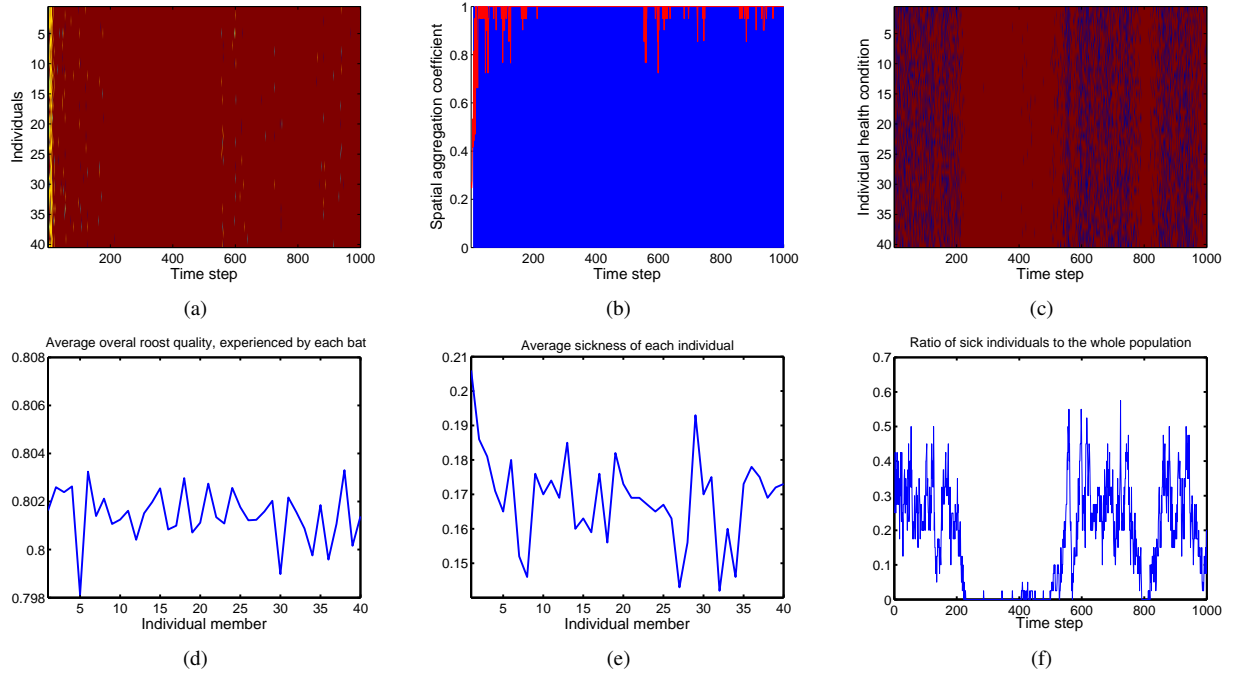 Individuals
5
10
15
20
25
30
35
40
200 400 600 800 1000
Time step
(a)
Spatial aggregation coefficient
1
0.8
0.6
0.4
0.2
0
200 400 600 800 1000
Time step
(b)
Individual health condition
5
10
15
20
25
30
35
40
200 400 600 800 1000
Time step
(c)
Average overal roost quality, experienced by each bat
0.808
0.806
0.804
0.802
0.8
0.798
5 10 15 20 25 30 35 40
Individual member
(d)
Average sickness of each individual
0.21
0.2
0.19
0.18
0.17
0.16
0.15
5 10 15 20 25 30 35 40
Individual member
(e)
Ratio of sick individuals to the whole population
0.7
0.6
0.5
0.4
0.3
0.2
0.1
0
0 200 400 600 800 1000
Time step
(f)